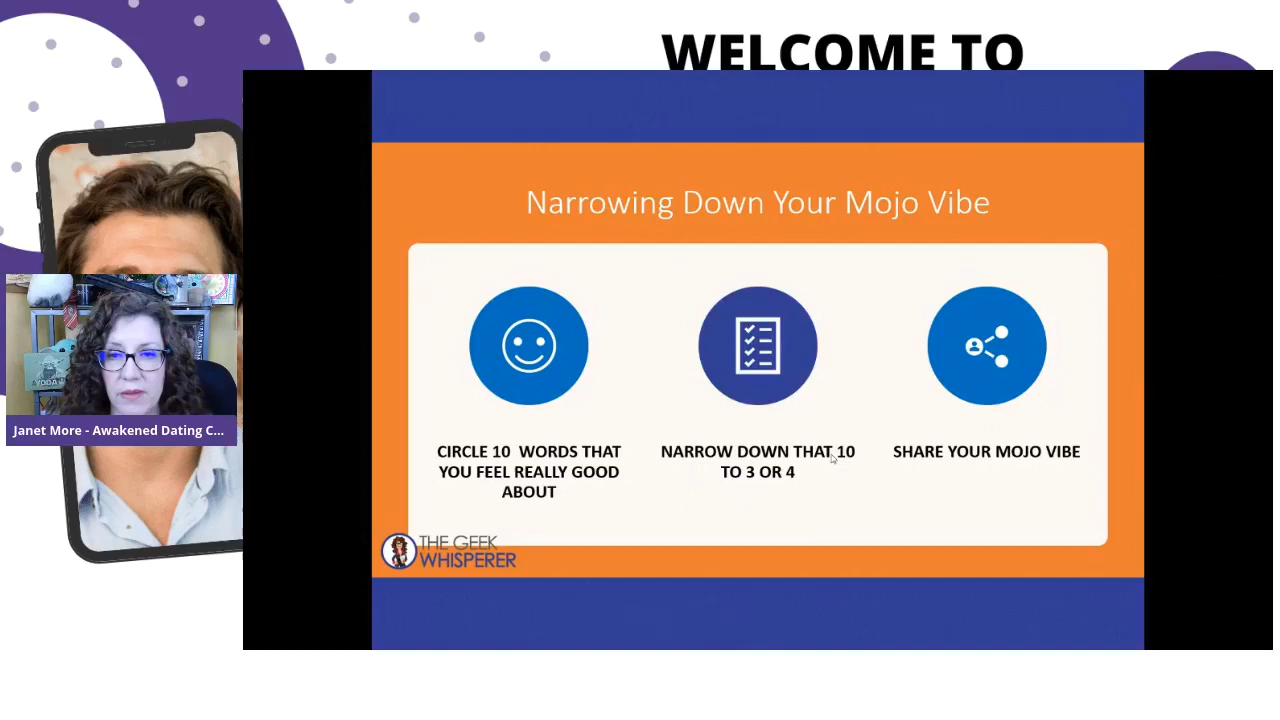 WELCOME TO
Narrowing Down Your Mojo Vibe
CIRCLE 10  WORDS THAT
YOU FEEL REALLY GOOD
ABOUT
NARROW DOWN THAT 10
TO 3 OR 4
SHARE YOUR MOJO VIBE
THE GEEK
WHISPERER
YODA
Janet More - Awakened Dating C...